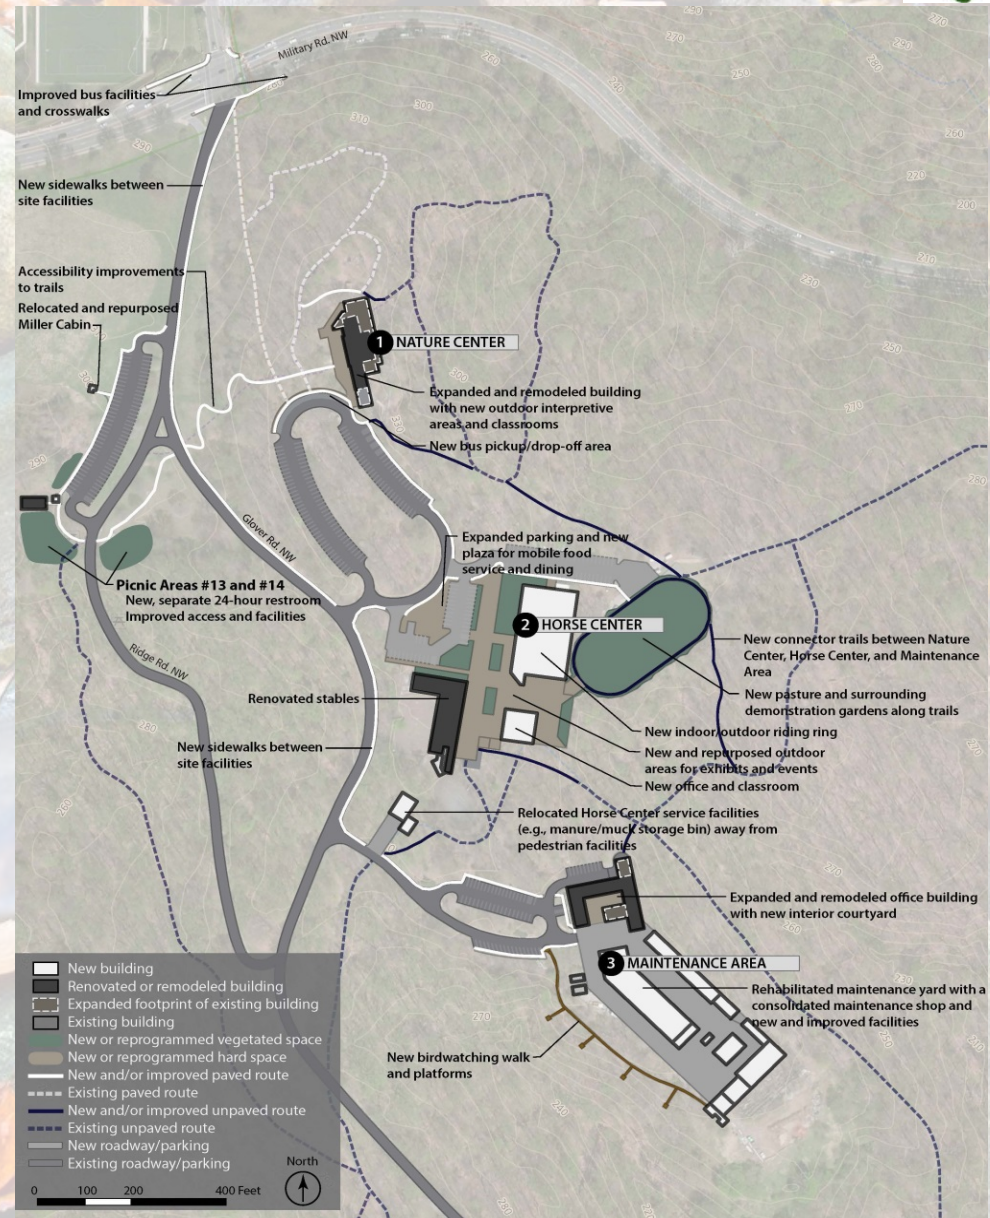 Military Rd. NW
Improved bus facilities
and crosswalks
New sidewalks between
site facilities
Accessibility improvements
to trails
Relocated and repurposed
Miller Cabin
1 NATURE CENTER
Expanded and remodeled building
with new outdoor interpretive
areas and classrooms
New bus pickup/drop-off area
Glover Rd. NW
Expanded parking and new
plaza for mobile food
service and dining
Picnic Areas #13 and #14
New, separate 24-hour restroom
Improved access and facilities
2 HORSE CENTER
Ridge Rd. NW
New connector trails between Nature
Center, Horse Center, and Maintenance
Area
Renovated stables
New pasture and surrounding
demonstration gardens along trails
New indoor/outdoor riding ring
New sidewalks between
site facilities
New and repurposed outdoor
areas for exhibits and events
New office and classroom
Relocated Horse Center service facilities
(e.g., manure/muck storage bin) away from
pedestrian facilities
Expanded and remodeled office building
with new interior courtyard
3 MAINTENANCE AREA
Rehabilitated maintenance yard with a
consolidated maintenance shop and
new and improved facilities
New birdwatching walk
and platforms
New building
Renovated or remodeled building
Expanded footprint of existing building
Existing building
New or reprogrammed vegetated space
New or reprogrammed hard space
New and/or improved paved route
Existing paved route
New and/or improved unpaved route
Existing unpaved route
New roadway/parking
Existing roadway/parking
North
0 100 200 400 Feet